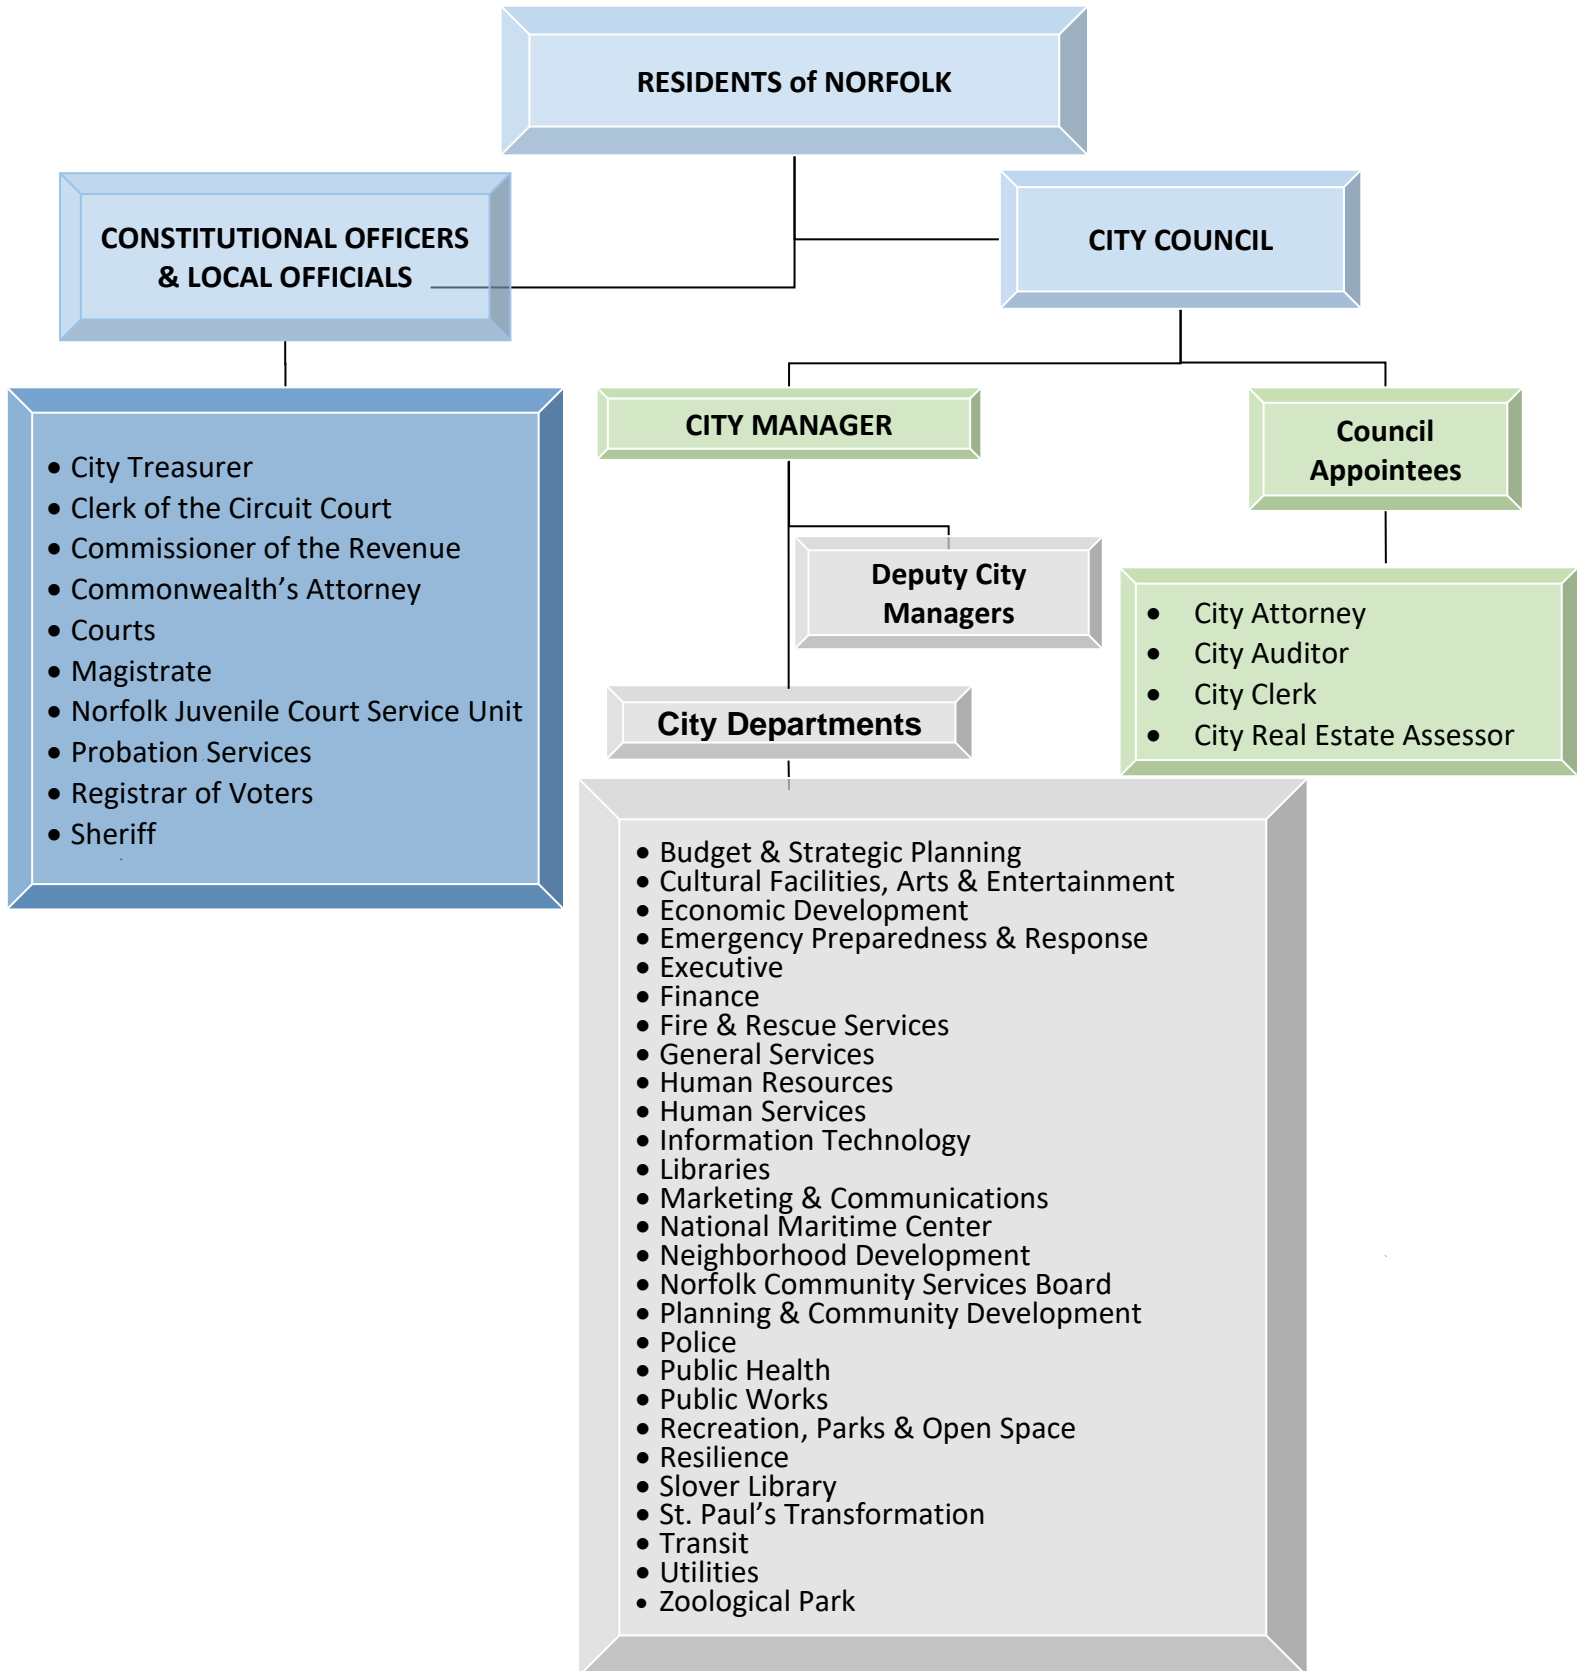 RESIDENTS of NORFOLK
CONSTITUTIONAL OFFICERS
& LOCAL OFFICIALS
CITY COUNCIL
• City Treasurer
• Clerk of the Circuit Court
• Commissioner of the Revenue
• Commonwealth’s Attorney
• Courts
• Magistrate
• Norfolk Juvenile Court Service Unit
• Probation Services
• Registrar of Voters
• Sheriff
CITY MANAGER
Council
Appointees
Deputy City
Managers
• City Attorney
• City Auditor
• City Clerk
• City Real Estate Assessor
City Departments
• Budget & Strategic Planning
• Cultural Facilities, Arts & Entertainment
• Economic Development
• Emergency Preparedness & Response
• Executive
• Finance
• Fire & Rescue Services
• General Services
• Human Resources
• Human Services
• Information Technology
• Libraries
• Marketing & Communications
• National Maritime Center
• Neighborhood Development
• Norfolk Community Services Board
• Planning & Community Development
• Police
• Public Health
• Public Works
• Recreation, Parks & Open Space
• Resilience
• Slover Library
• St. Paul’s Transformation
• Transit
• Utilities
• Zoological Park